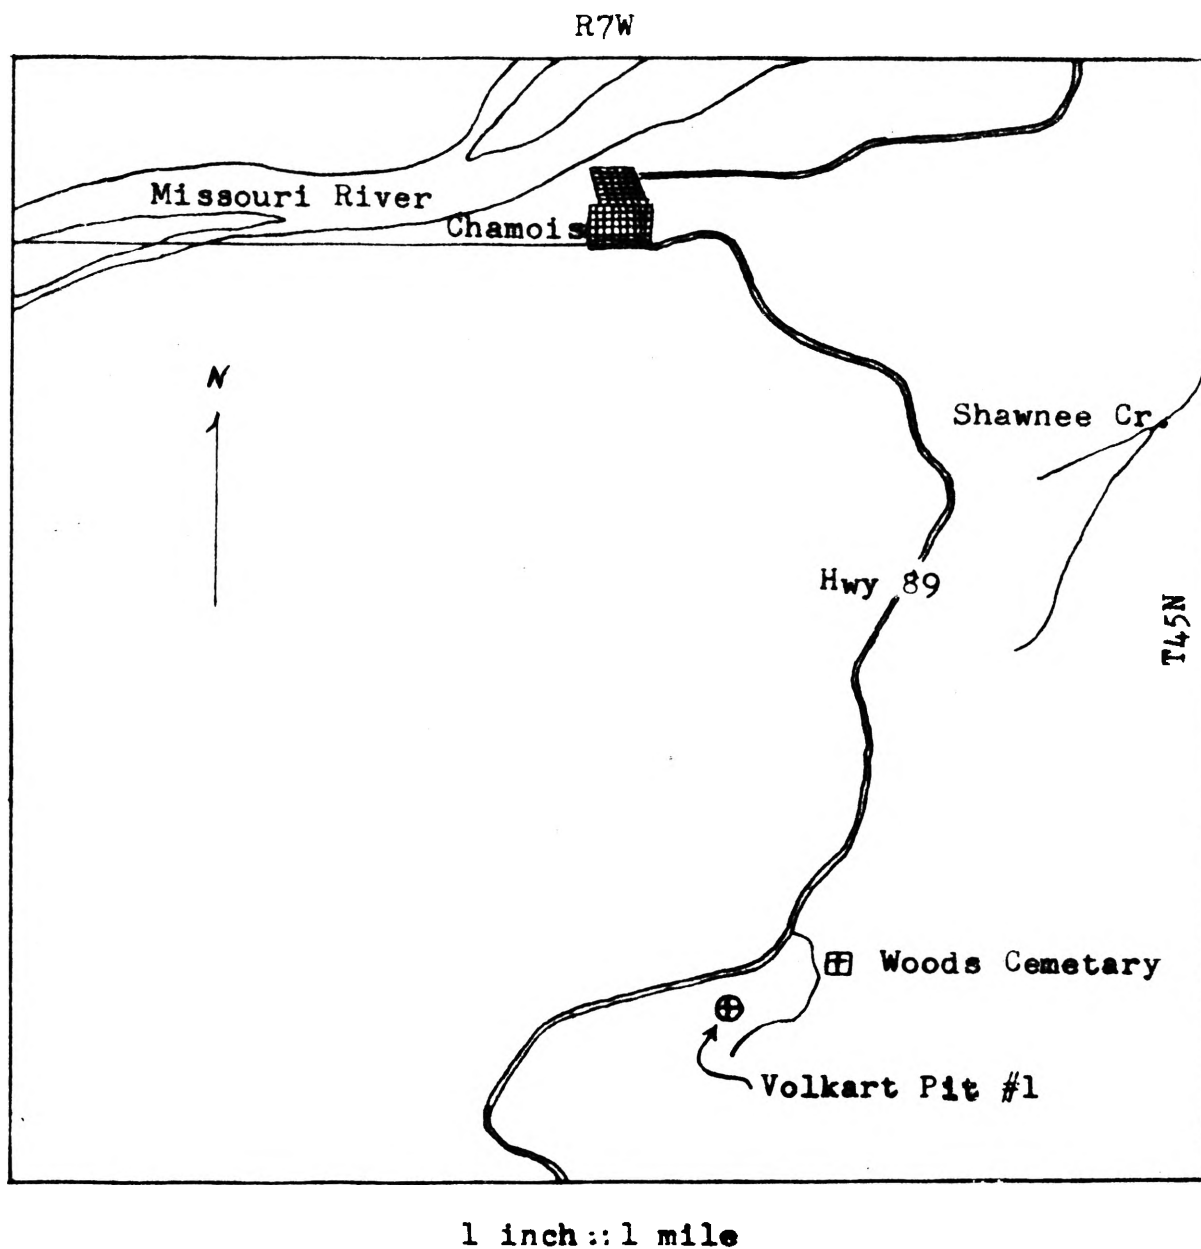 R7W
Missouri River
Chamois
N
Shawnee Cr.
Hwy 89
T45N
Woods Cemetary
Volkart Pit #1
1 inch :: 1 mile